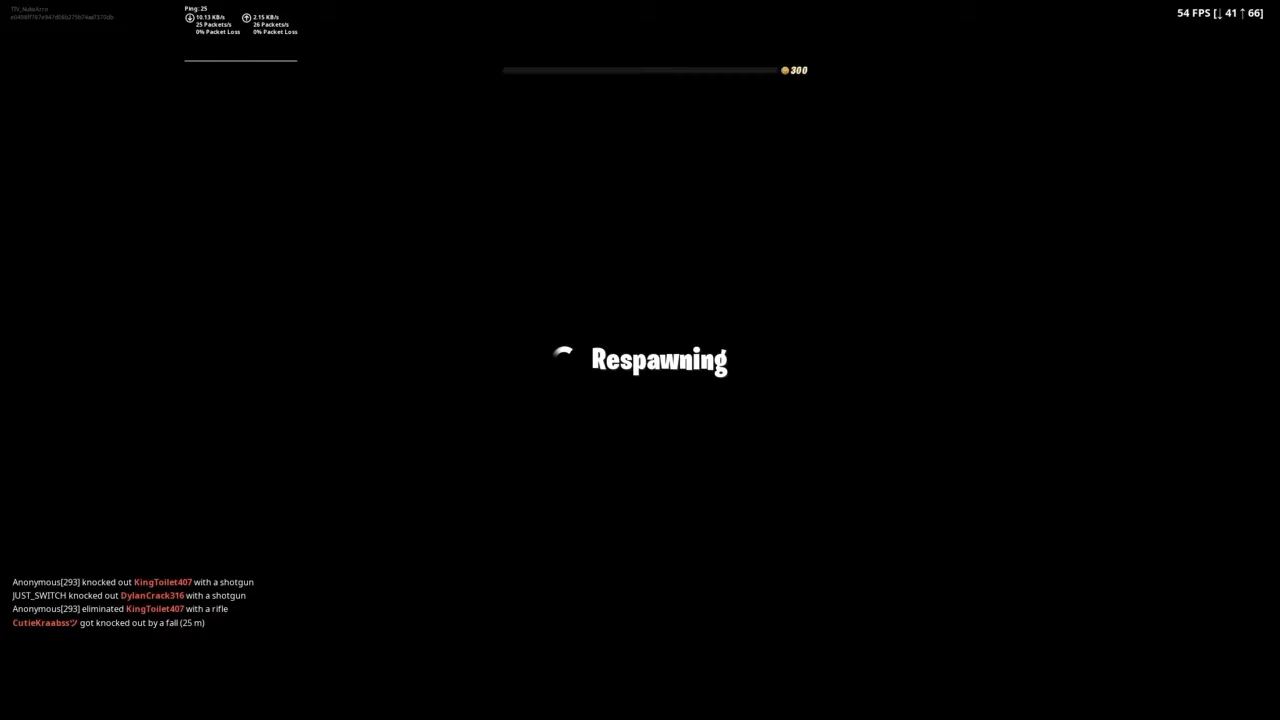 TTV_NukeArro
Ping: 25
10.13 KB/s
2.15 KB/s
25 Packets/s
26 Packets/s
0% Packet Loss
0% Packet Loss
54 FPS [↓ 41 ↑ 66]
300
Respawning
Anonymous[293] knocked out KingToilet407 with a shotgun
JUST_SWITCH knocked out DylanCrack316 with a shotgun
Anonymous[293] eliminated KingToilet407 with a rifle
CutieKraabssツ got knocked out by a fall (25 m)